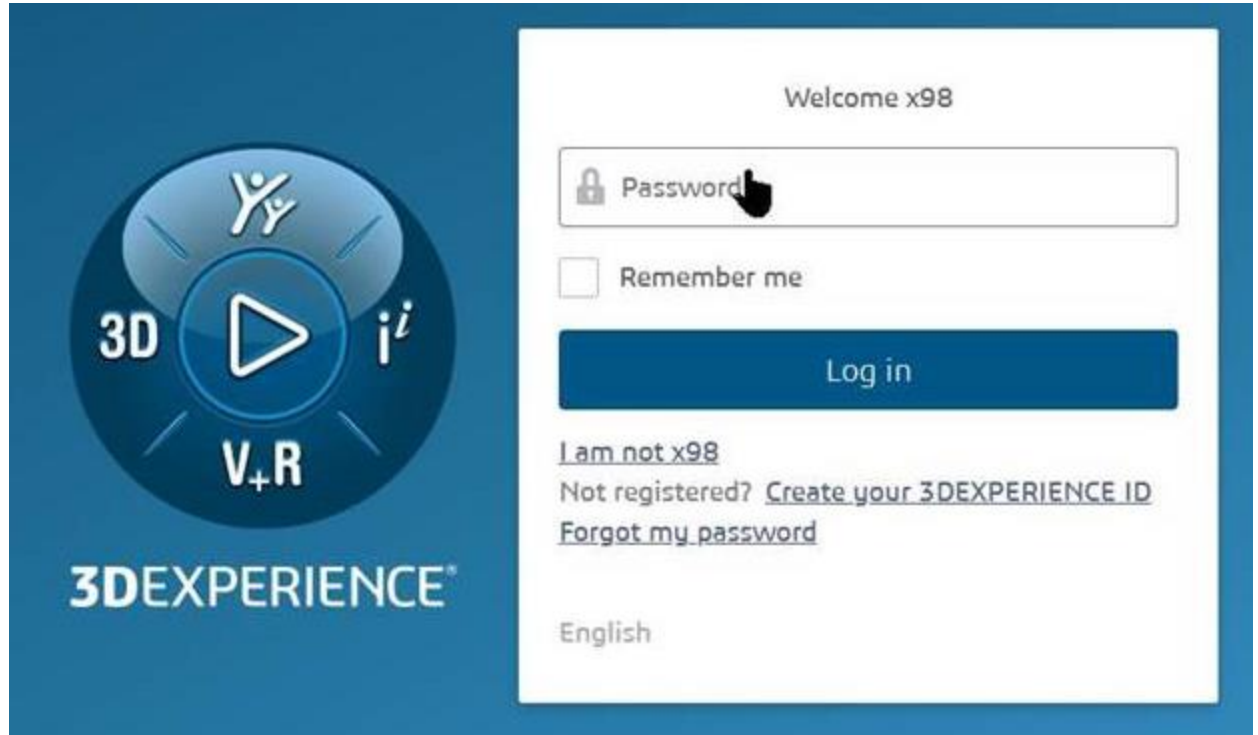 Welcome x98
Password
Remember me
Log in
I am not x98
Not registered? Create your 3DEXPERIENCE ID
Forgot my password
English
3D
iⁱ
V+R
3DEXPERIENCE®